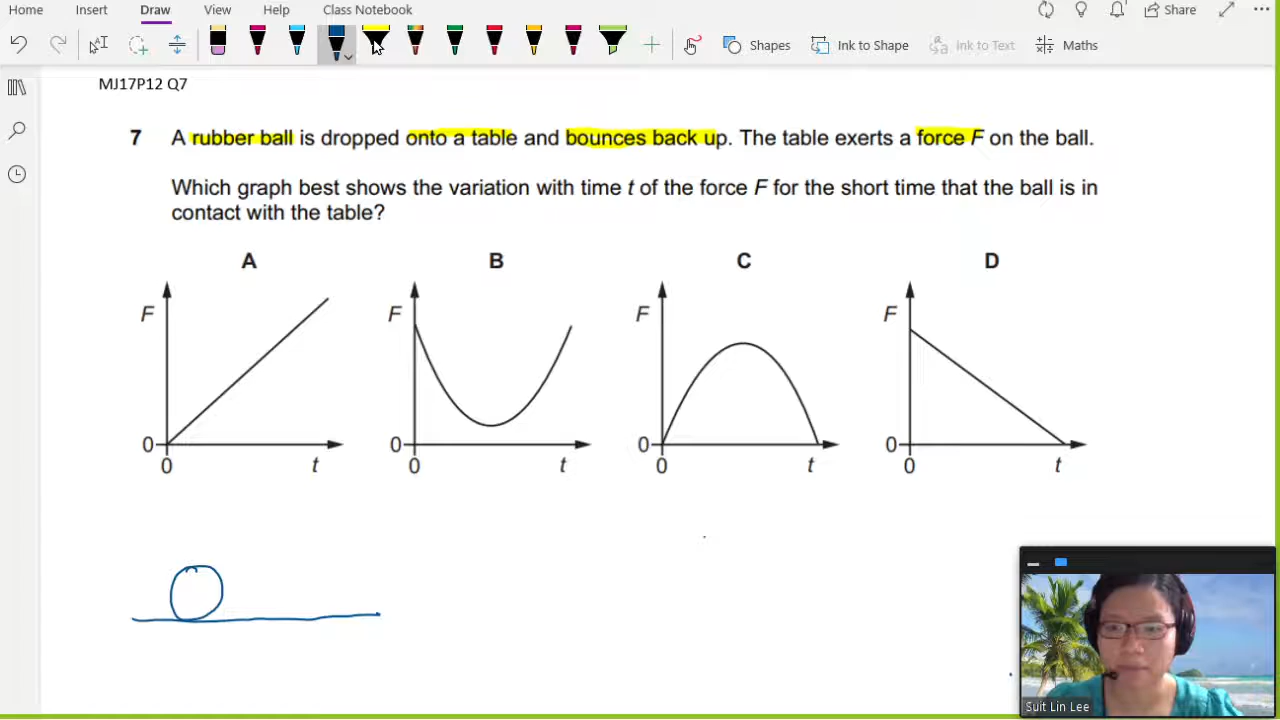 Home Insert Draw View Help Class Notebook Share
Shapes Ink to Shape Ink to Text Maths
MJ17P12 Q7
7 A rubber ball is dropped onto a table and bounces back up. The table exerts a force F on the ball.
Which graph best shows the variation with time t of the force F for the short time that the ball is in
contact with the table?
A B C D
F F F F
0 0 0 0
0 t 0 t 0 t 0 t
Suit Lin Lee